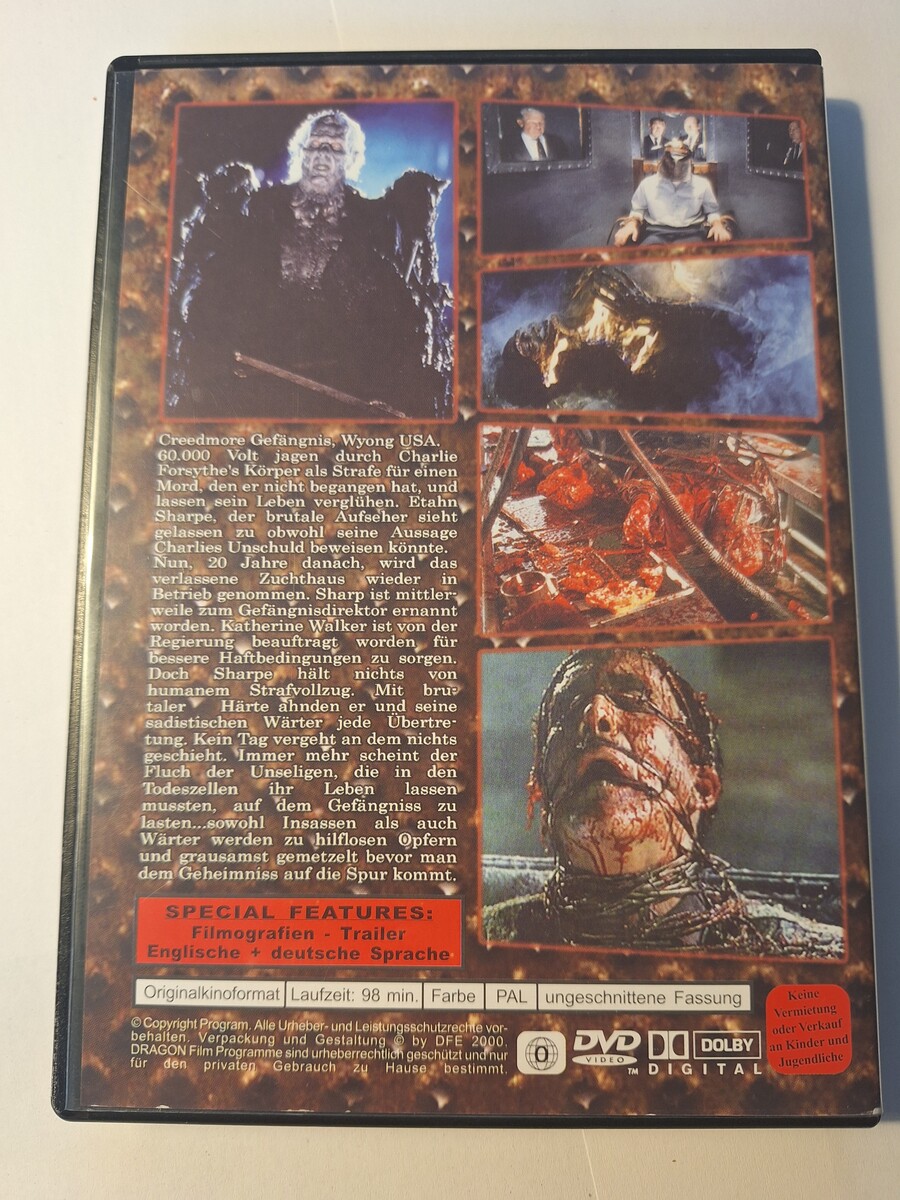 Creedmore Gefängnis, Wyong USA.
60.000 Volt jagen durch Charlie
Forsythe's Körper als Strafe für einen
Mord, den er nicht begangen hat, und
lassen sein Leben verglühen. Etahn
Sharpe, der brutale Aufseher sieht
gelassen zu obwohl seine Aussage
Charlies Unschuld beweisen könnte.
Nun, 20 Jahre danach, wird das
verlassene Zuchthaus wieder in
Betrieb genommen. Sharp ist mittler-
weile zum Gefängnisdirektor ernannt
worden. Katherine Walker ist von der
Regierung beauftragt worden für
bessere Haftbedingungen zu sorgen.
Doch Sharpe hält nichts von
humanem Strafvollzug. Mit bru-
taler Härte ahnden er und seine
sadistischen Wärter jede Übertre-
tung. Kein Tag vergeht an dem nichts
geschieht. Immer mehr scheint der
Fluch der Unseligen, die in den
Todeszellen ihr Leben lassen
mussten, auf dem Gefängniss zu
lasten...sowohl Insassen als auch
Wärter werden zu hilflosen Opfern
und grausamst gemetzelt bevor man
dem Geheimniss auf die Spur kommt.
SPECIAL FEATURES:
Filmografien - Trailer
Englische + deutsche Sprache
Originalkinoformat Laufzeit: 98 min. Farbe PAL ungeschnittene Fassung
© Copyright Program. Alle Urheber- und Leistungsschutzrechte vor-
behalten. Verpackung und Gestaltung © by DFE 2000.
DRAGON Film Programme sind urheberrechtlich geschützt und nur
für den privaten Gebrauch zu Hause bestimmt.
0
DVD
VIDEO
TM
DOLBY
DIGITAL
Keine
Vermietung
oder Verkauf
an Kinder und
Jugendliche